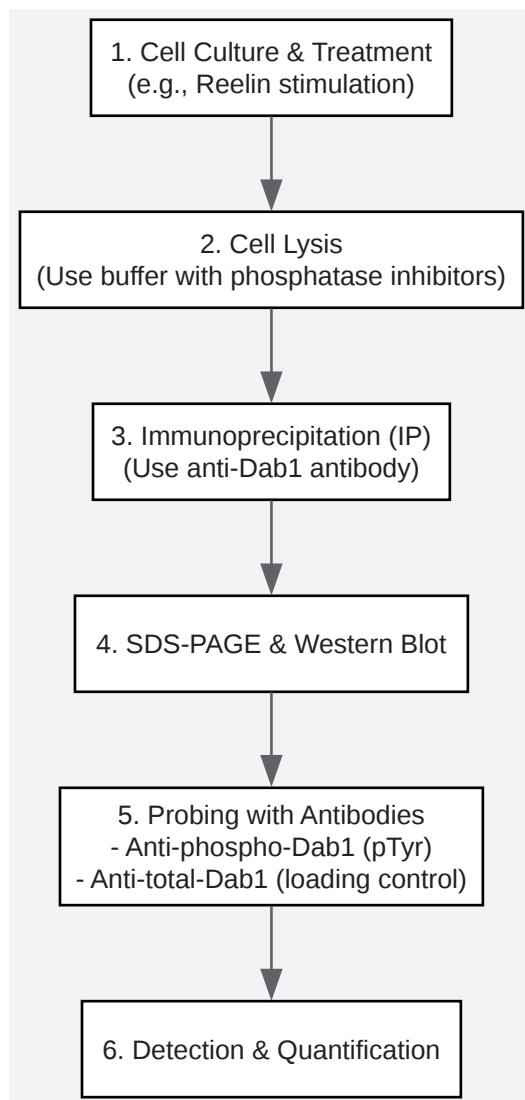 1. Cell Culture & Treatment
(e.g., Reelin stimulation)
2. Cell Lysis
(Use buffer with phosphatase inhibitors)
3. Immunoprecipitation (IP)
(Use anti-Dab1 antibody)
4. SDS-PAGE & Western Blot
5. Probing with Antibodies
- Anti-phospho-Dab1 (pTyr)
- Anti-total-Dab1 (loading control)
6. Detection & Quantification